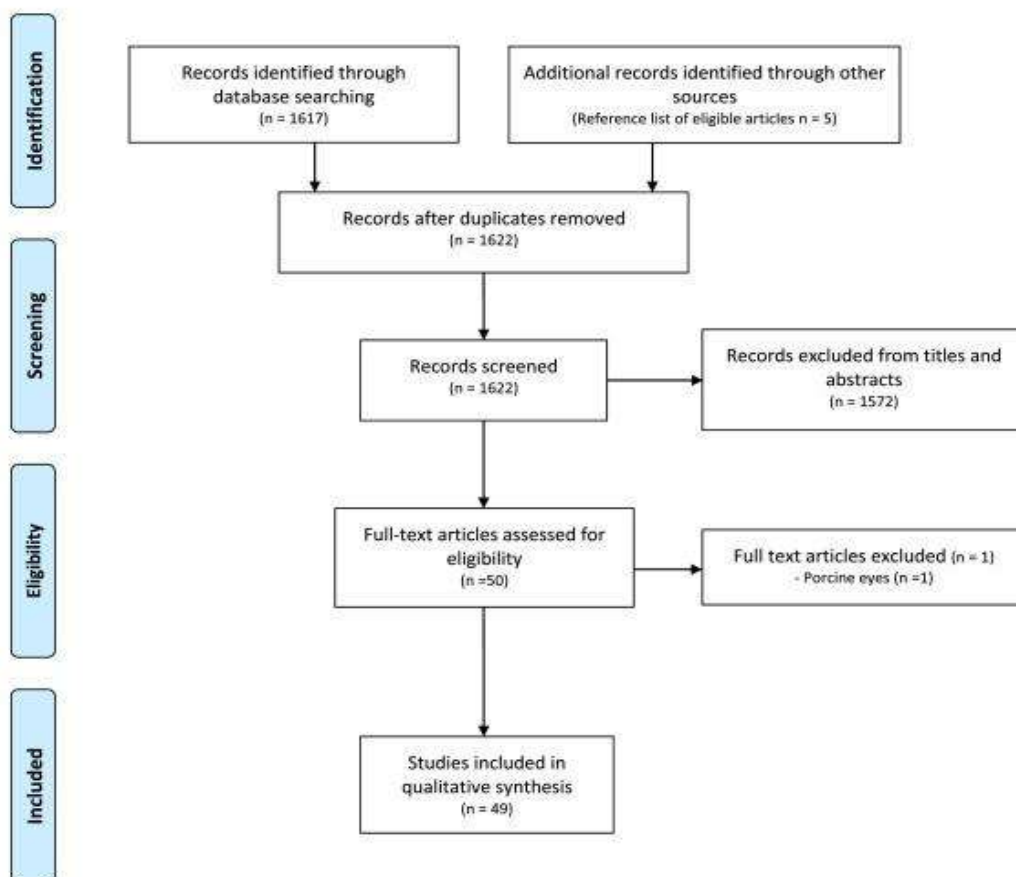 Identification
Records identified through
database searching
(n = 1617)
Additional records identified through other
sources
(Reference list of eligible articles n = 5)
Records after duplicates removed
(n = 1622)
Screening
Records screened
(n = 1622)
Records excluded from titles and
abstracts
(n = 1572)
Eligibility
Full-text articles assessed for
eligibility
(n =50)
Full text articles excluded (n = 1)
- Porcine eyes (n =1)
Included
Studies included in
qualitative synthesis
(n = 49)